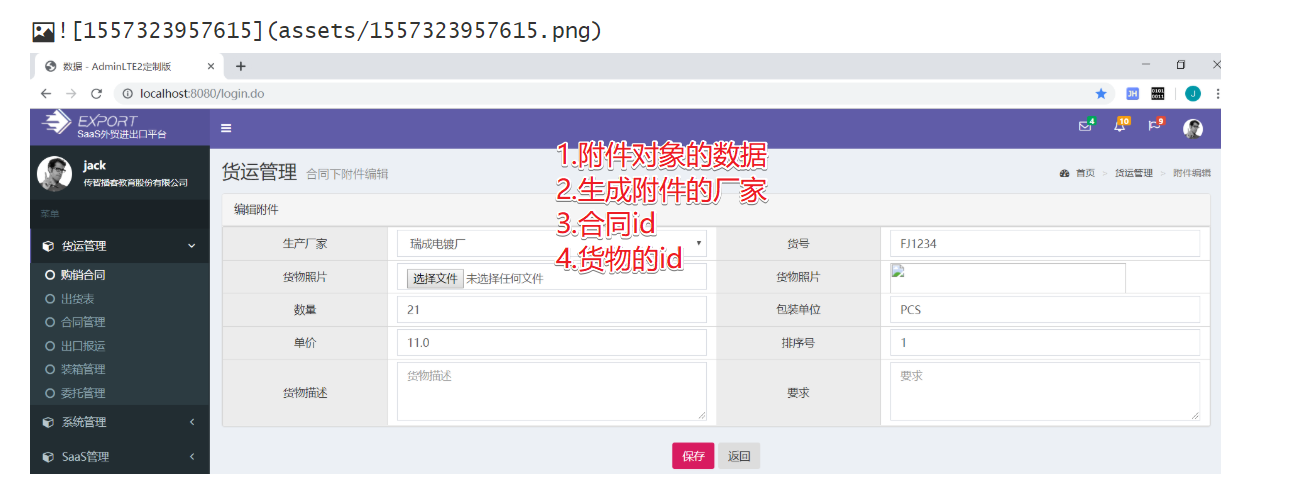 ![1557323957615](assets/1557323957615.png)
数据 - AdminLTE2定制版
localhost:8080/login.do
JH
0101
0011
J
EXPORT
SaaS外贸进出口平台
4
10
9
jack
传智播客教育股份有限公司
菜单
货运管理
购销合同
出货表
合同管理
出口报运
装箱管理
委托管理
系统管理
SaaS管理
货运管理 合同下附件编辑
首页 > 货运管理 > 附件编辑
1.附件对象的数据
2.生成附件的厂家
3.合同id
4.货物的id
编辑附件
生产厂家 瑞成电镀厂 货号 FJ1234
货物照片 选择文件 未选择任何文件 货物照片
数量 21 包装单位 PCS
单价 11.0 排序号 1
货物描述 货物描述 要求 要求
保存 返回